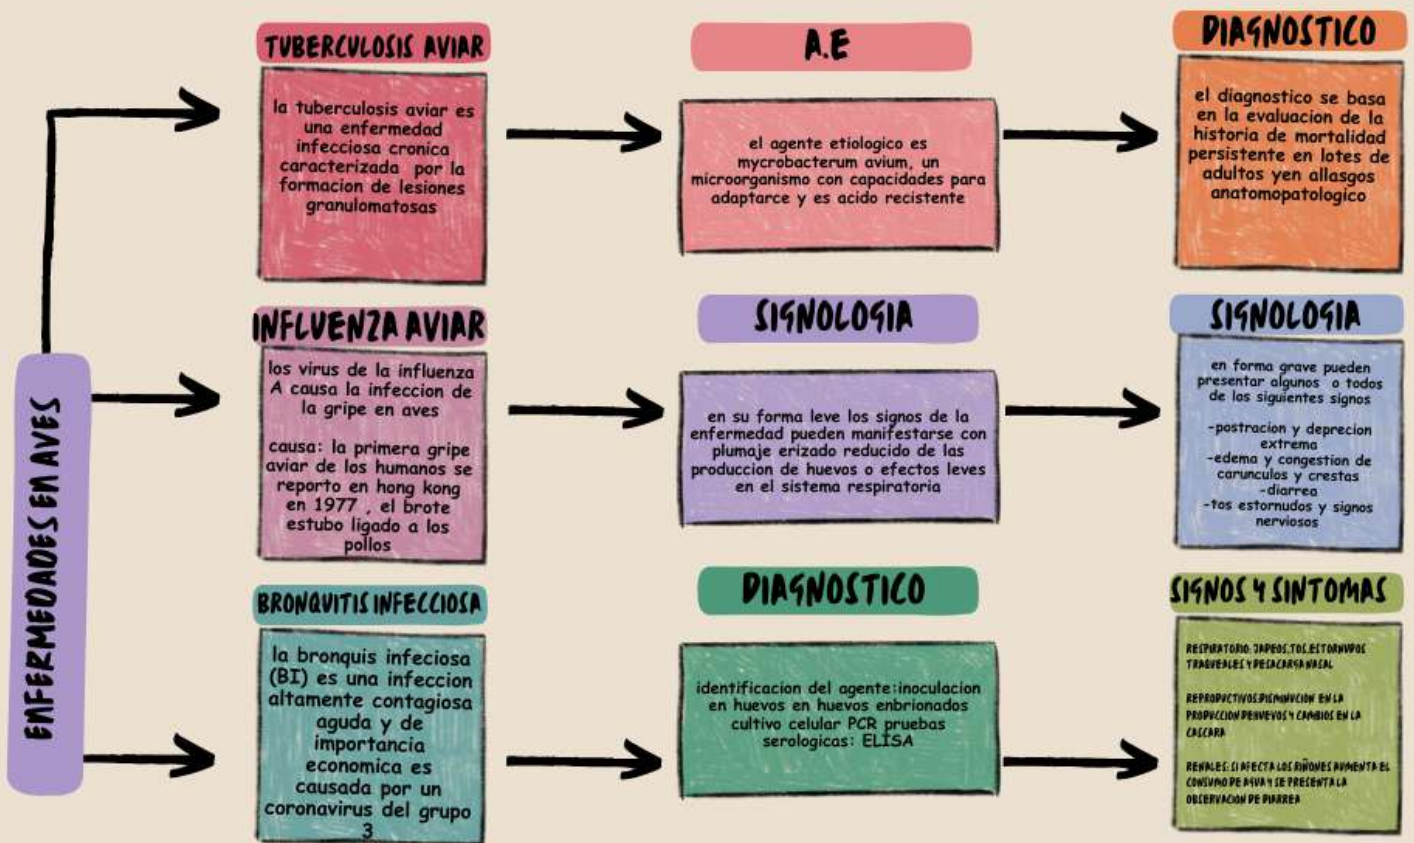 ENFERMEDADES EN AVES
TUBERCULOSIS AVIAR
la tuberculosis aviar es
una enfermedad
infecciosa cronica
caracterizada por la
formacion de lesiones
granulomatosas
A.E
el agente etiologico es
mycrobacterum avium, un
microorganismo con capacidades para
adaptarce y es acido recistente
DIAGNOSTICO
el diagnostico se basa
en la evaluacion de la
historia de mortalidad
persistente en lotes de
adultos yen allasgos
anatomopatologico
INFLUENZA AVIAR
los virus de la influenza
A causa la infeccion de
la gripe en aves
causa: la primera gripe
aviar de los humanos se
reporto en hong kong
en 1977 , el brote
estubo ligado a los
pollos
SIGNOLOGIA
en su forma leve los signos de la
enfermedad pueden manifestarse con
plumaje erizado reducido de las
produccion de huevos o efectos leves
en el sistema respiratoria
SIGNOLOGIA
en forma grave pueden
presentar algunos o todos
de los siguientes signos
-postracion y deprecion
extrema
-edema y congestion de
carunculos y crestas
-diarrea
-tos estornudos y signos
nerviosos
BRONQUITIS INFECCIOSA
la bronquis infeciosa
(BI) es una infeccion
altamente contagiosa
aguda y de
importancia
economica es
causada por un
coronavirus del grupo
3
DIAGNOSTICO
identificacion del agente:inoculacion
en huevos en huevos enbrionados
cultivo celular PCR pruebas
serologicas: ELISA
SIGNOS Y SINTOMAS
RESPIRATORIO: JADEOS, TOS, ESTORNUDOS
TRAQUEALES Y DESACARGA NASAL
REPRODUCTIVOS:DISMINUCION EN LA
PRODUCCION DE HUEVOS Y CAMBIOS EN LA
CASCARA
RENALES: SI AFECTA LOS RIÑONES AUMENTA EL
CONSUMO DE AGUA Y SE PRESENTA LA
OBSERVACION DE DIARREA